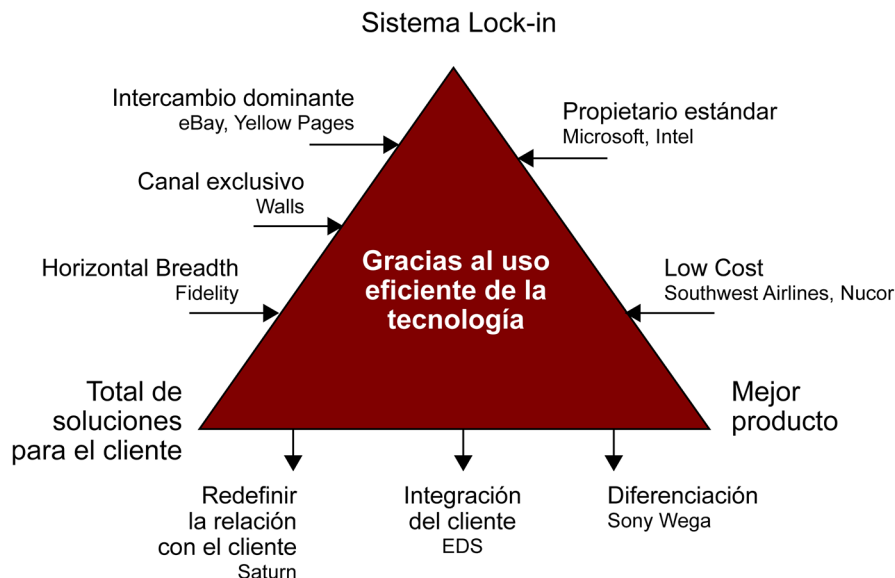 Sistema Lock-in
Intercambio dominante
eBay, Yellow Pages
Propietario estándar
Microsoft, Intel
Canal exclusivo
Walls
Horizontal Breadth
Fidelity
Gracias al uso
eficiente de la
tecnología
Low Cost
Southwest Airlines, Nucor
Total de
soluciones
para el cliente
Mejor
producto
Redefinir
la relación
con el cliente
Saturn
Integración
del cliente
EDS
Diferenciación
Sony Wega